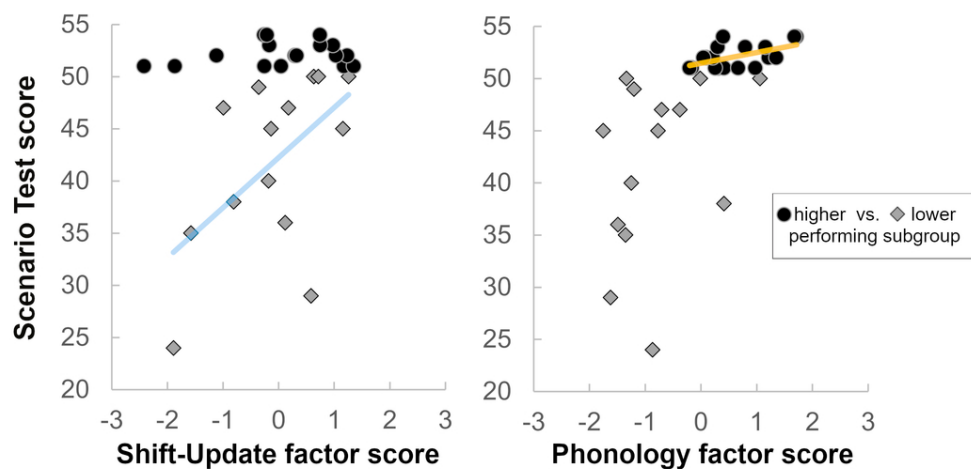 Scenario Test score
55
50
45
40
35
30
25
20
-3 -2 -1 0 1 2 3
Shift-Update factor score
55
50
45
40
35
30
25
20
-3 -2 -1 0 1 2 3
Phonology factor score
higher vs. lower
performing subgroup